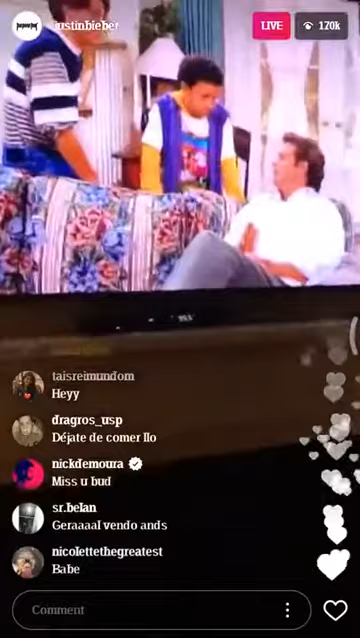 justinbieber
LIVE
170k
taisreimundom
Heyy
dragros_usp
Déjate de comer llo
nickdemoura
Miss u bud
sr.belan
Geraaaal vendo ands
nicolettethegreatest
Babe
Comment